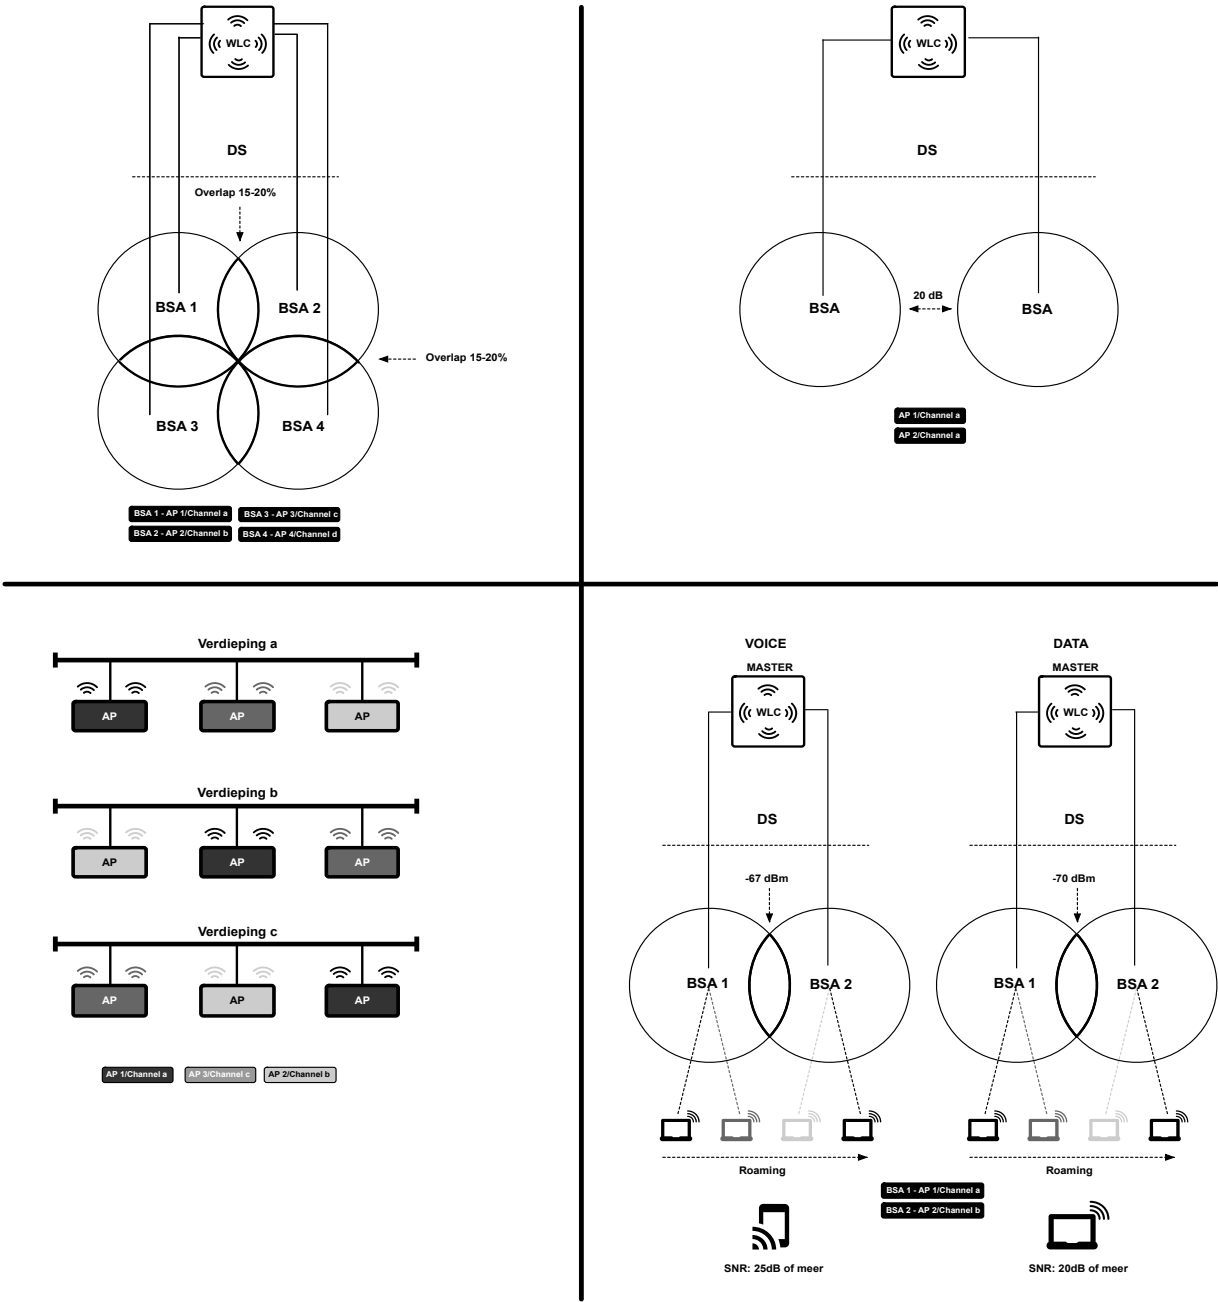 WLC
DS
Overlap 15-20%
BSA 1
BSA 2
Overlap 15-20%
BSA 3
BSA 4
BSA 1 - AP 1/Channel a
BSA 3 - AP 3/Channel c
BSA 2 - AP 2/Channel b
BSA 4 - AP 4/Channel d
WLC
DS
20 dB
BSA
BSA
AP 1/Channel a
AP 2/Channel a
Verdieping a
AP
AP
AP
Verdieping b
AP
AP
AP
Verdieping c
AP
AP
AP
AP 1/Channel a
AP 3/Channel c
AP 2/Channel b
VOICE
MASTER
WLC
DS
-67 dBm
BSA 1
BSA 2
Roaming
SNR: 25dB of meer
DATA
MASTER
WLC
DS
-70 dBm
BSA 1
BSA 2
Roaming
BSA 1 - AP 1/Channel a
BSA 2 - AP 2/Channel b
SNR: 20dB of meer